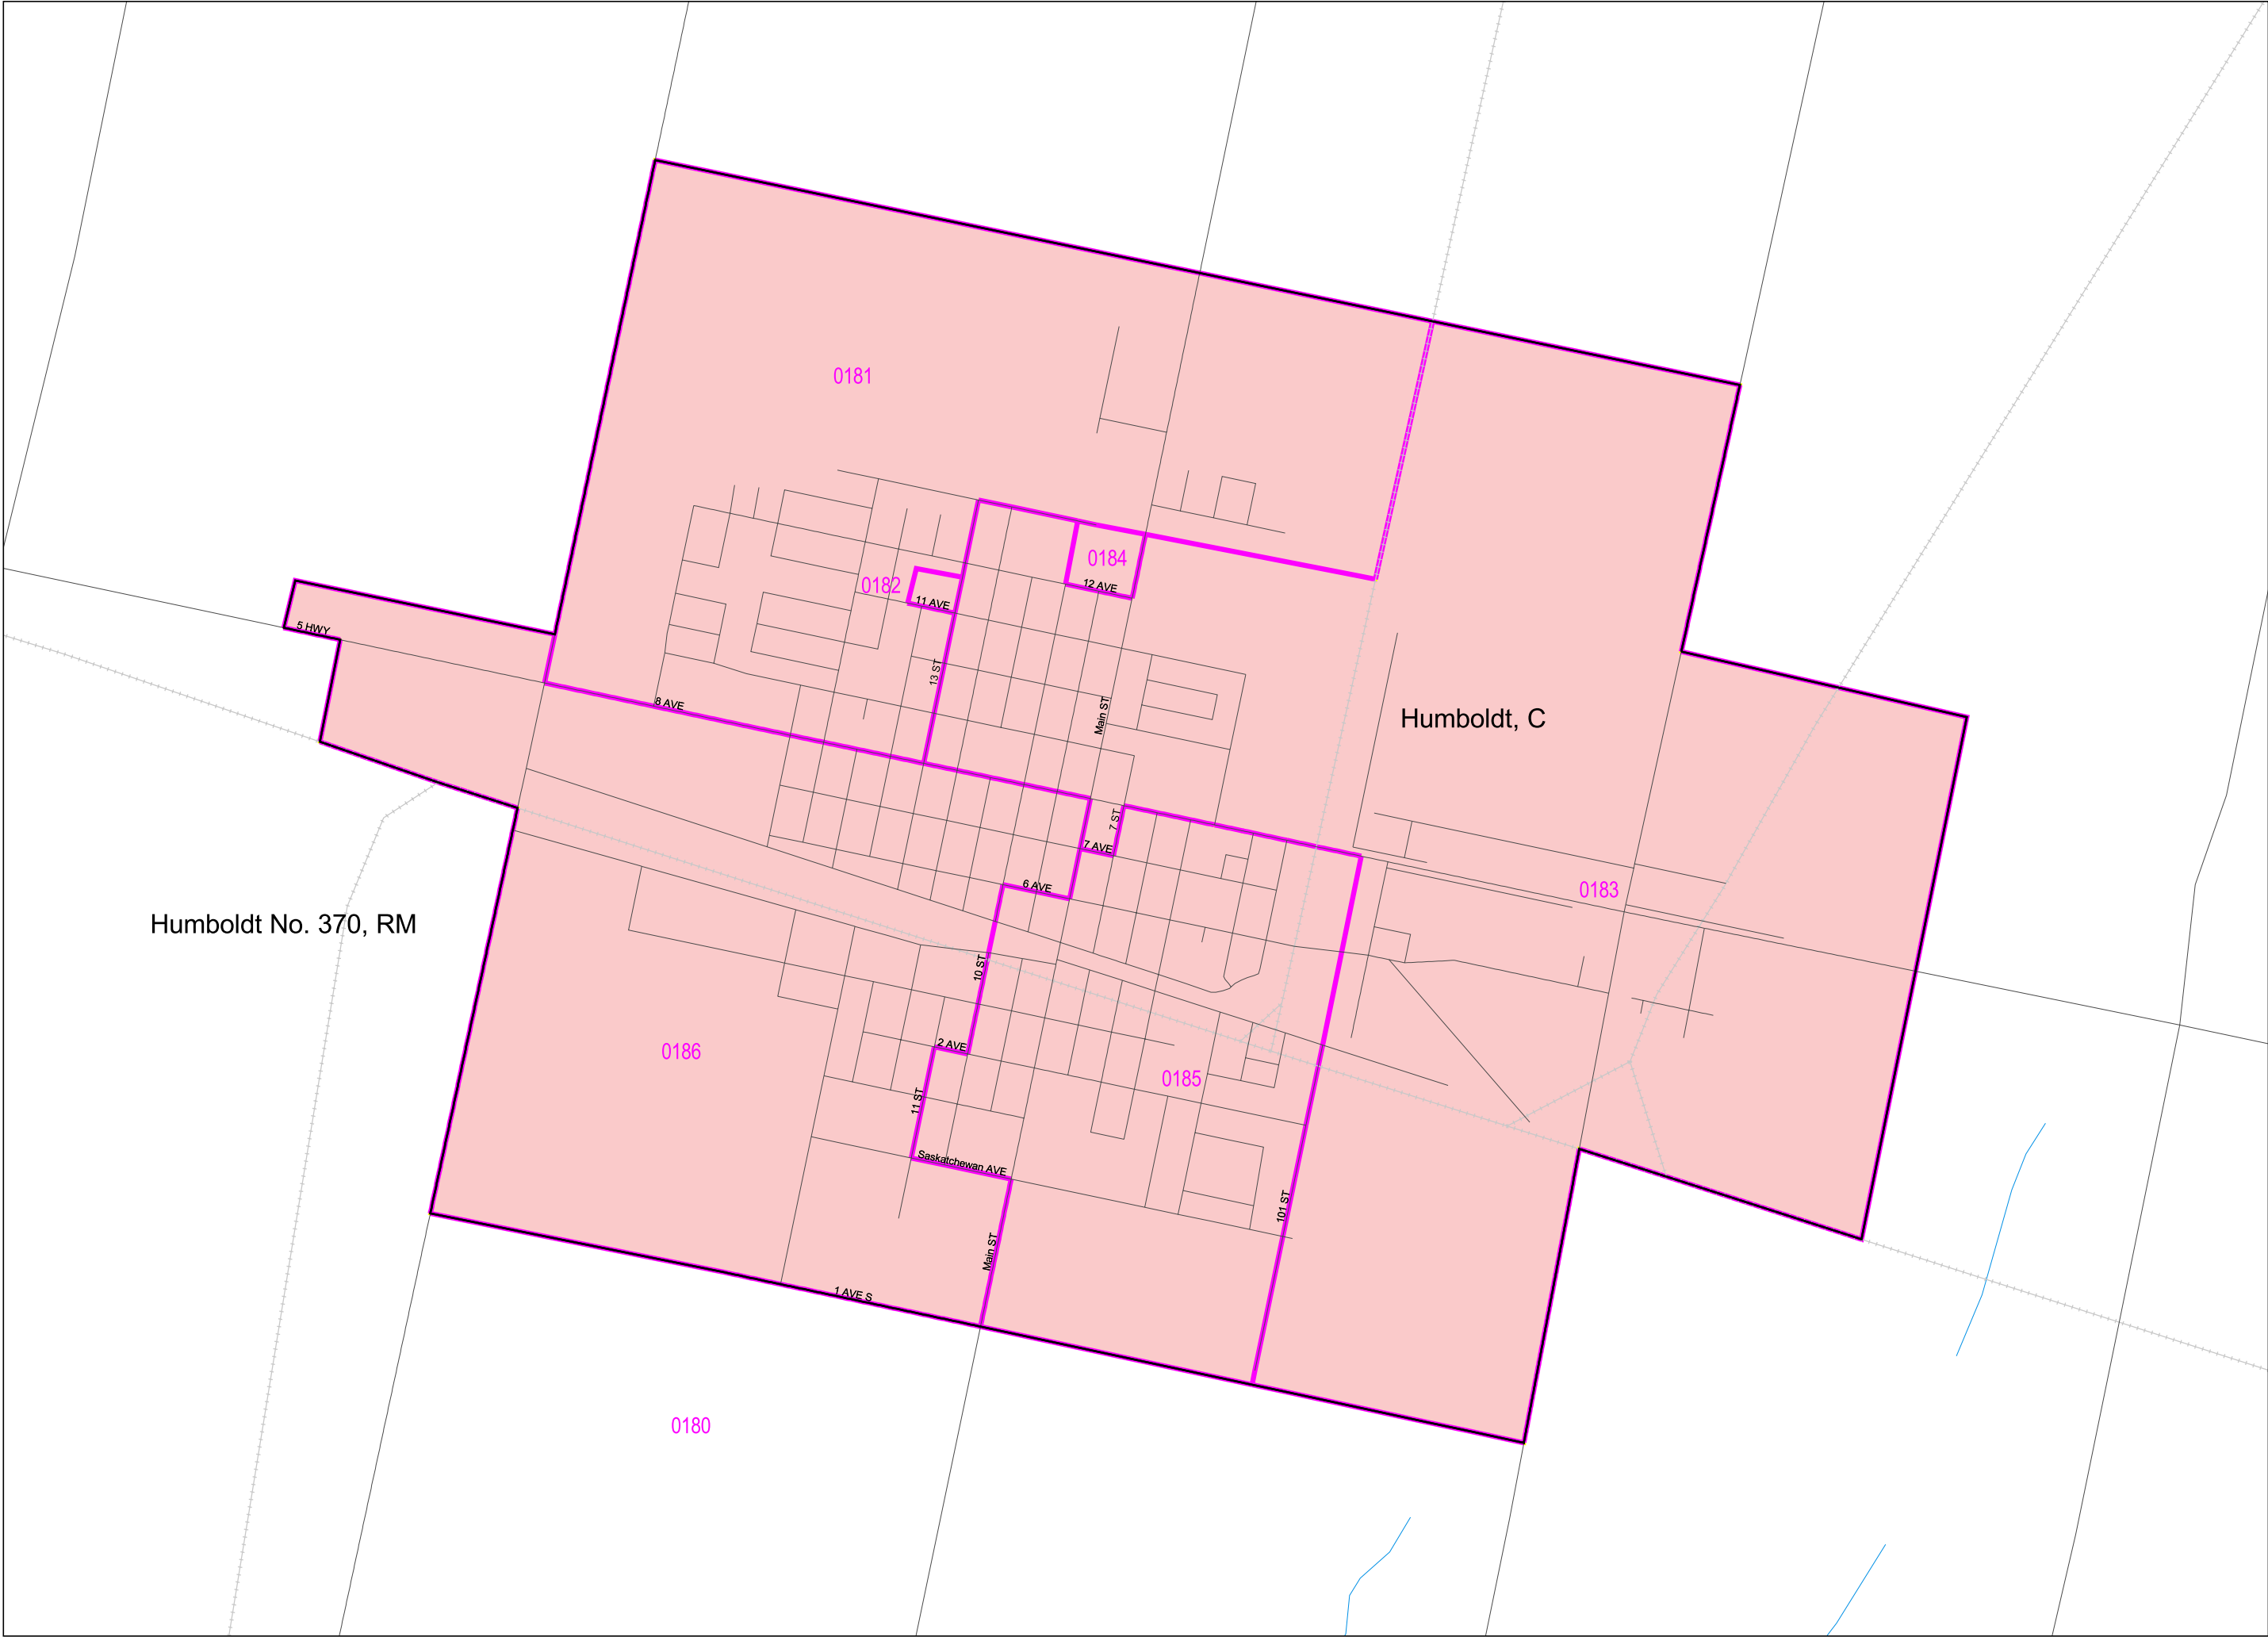 0181
0184
12 AVE
0182
11 AVE
5 HWY
13 ST
8 AVE
Main ST
Humboldt, C
7 ST
7 AVE
6 AVE
0183
Humboldt No. 370, RM
10 ST
2 AVE
0186
0185
11 ST
Saskatchewan AVE
101 ST
Main ST
1 AVE S
0180